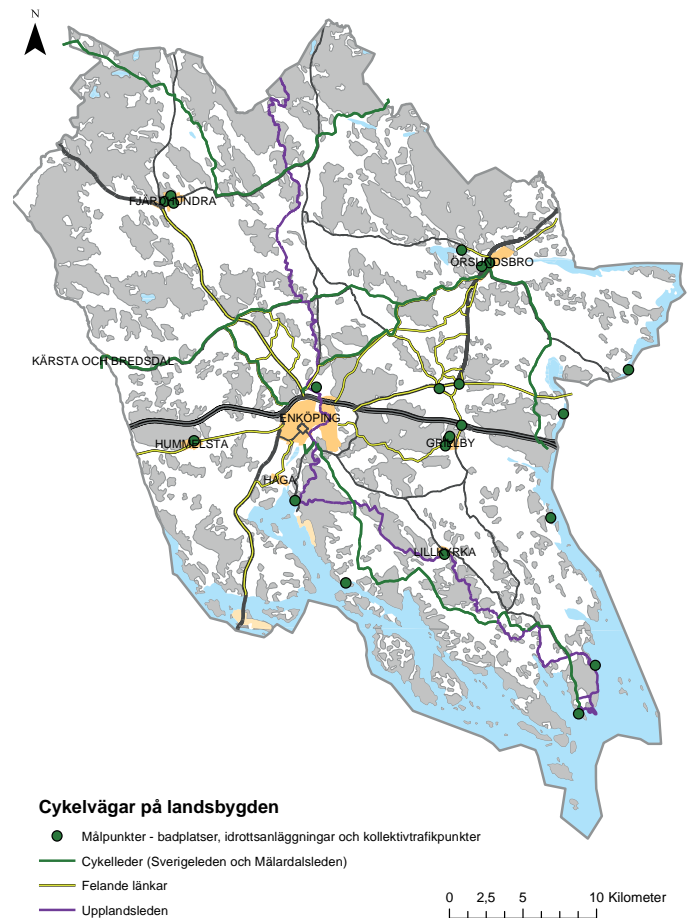 N
FJÄRDHUNDRA
ÖRSUNDSBRO
KÄRSTA OCH BREDSDAL
ENKÖPING
HUMMELSTA
GRILLBY
HAGA
LILLKYRKA
Cykelvägar på landsbygden
Målpunkter - badplatser, idrottsanläggningar och kollektivtrafikpunkter
Cykelleder (Sverigeleden och Mälardalsleden)
Felande länkar
Upplandsleden
0 2,5 5 10 Kilometer